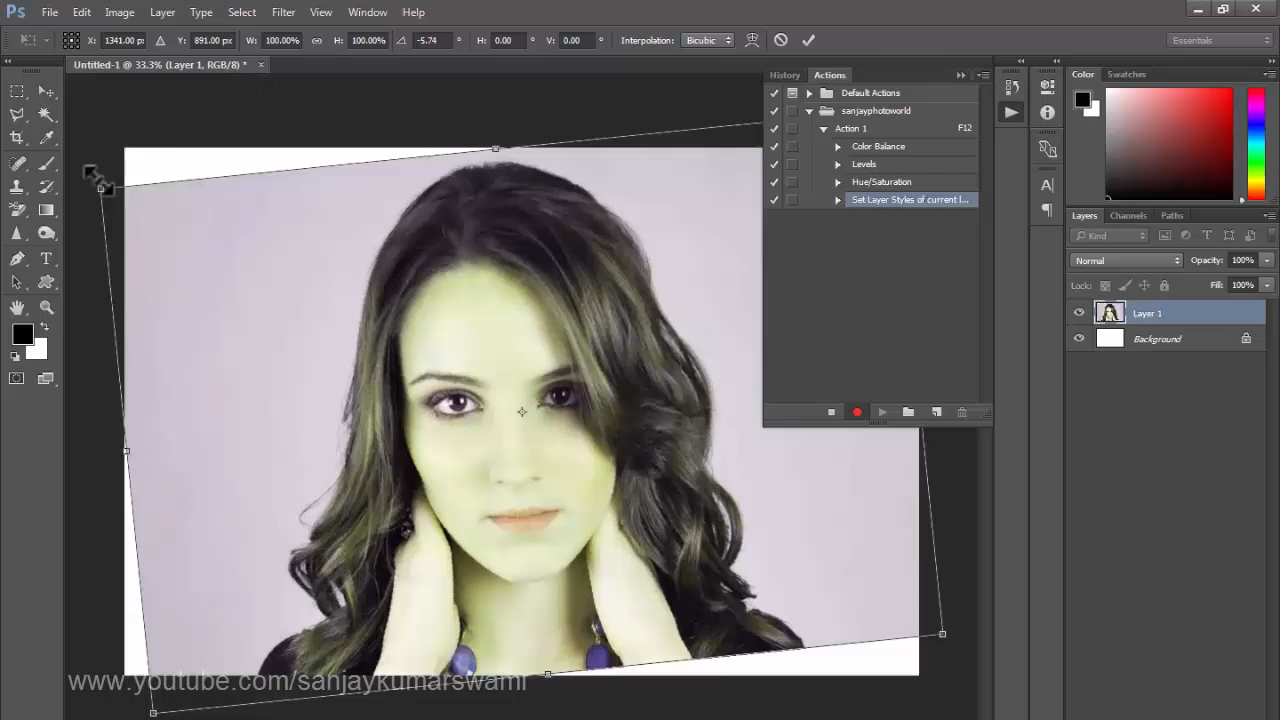 Ps File Edit Image Layer Type Select Filter View Window Help
X: 1341.00 px Y: 891.00 px W: 100.00% H: 100.00% -5.74 ° H: 0.00 ° V: 0.00 ° Interpolation: Bicubic Essentials
Untitled-1 @ 33.3% (Layer 1, RGB/8) *
History Actions
Default Actions
sanjayphotoworld
Action 1 F12
Color Balance
Levels
Hue/Saturation
Set Layer Styles of current l...
Color Swatches
Layers Channels Paths
Kind
Normal Opacity: 100%
Lock: Fill: 100%
Layer 1
Background
www.youtube.com/sanjaykumarswami